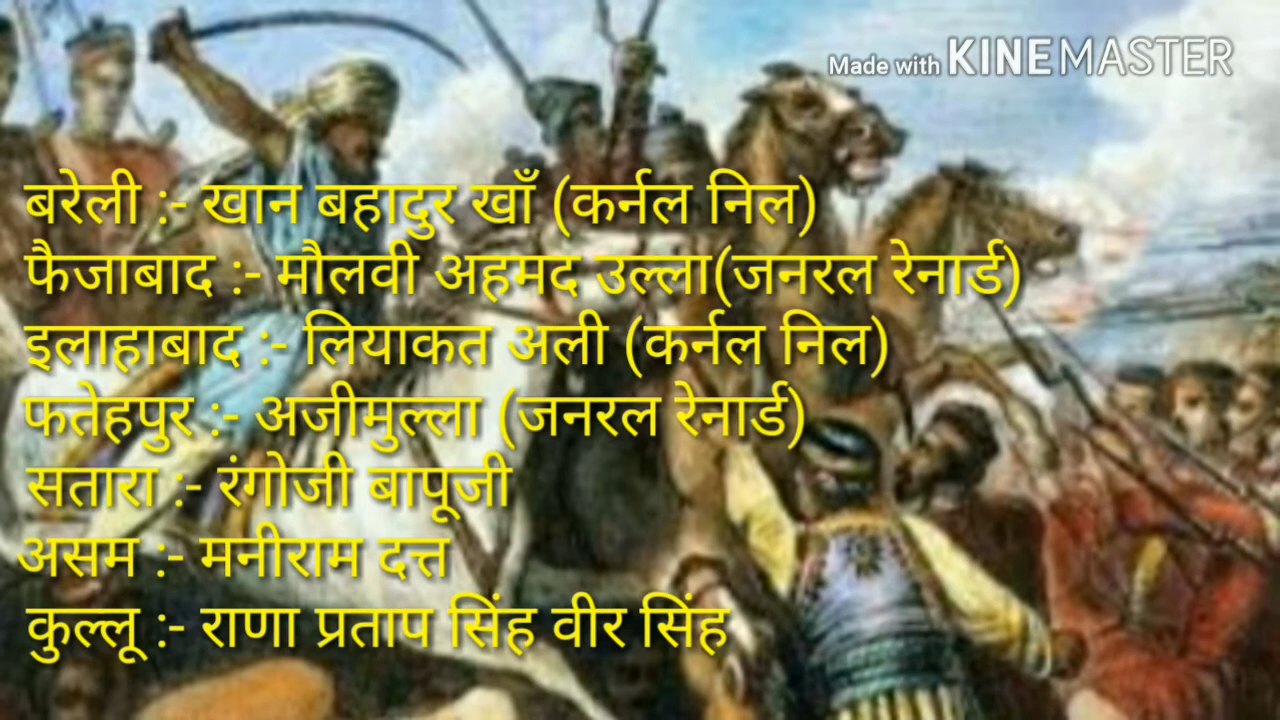 Made with KINEMASTER
बरेली :- खान बहादुर खाँ (कर्नल निल)
फैजाबाद :- मौलवी अहमद उल्ला(जनरल रेनार्ड)
इलाहाबाद :- लियाकत अली (कर्नल निल)
फतेहपुर :- अजीमुल्ला (जनरल रेनार्ड)
सतारा :- रंगोजी बापूजी
असम :- मनीराम दत्त
कुल्लू :- राणा प्रताप सिंह वीर सिंह